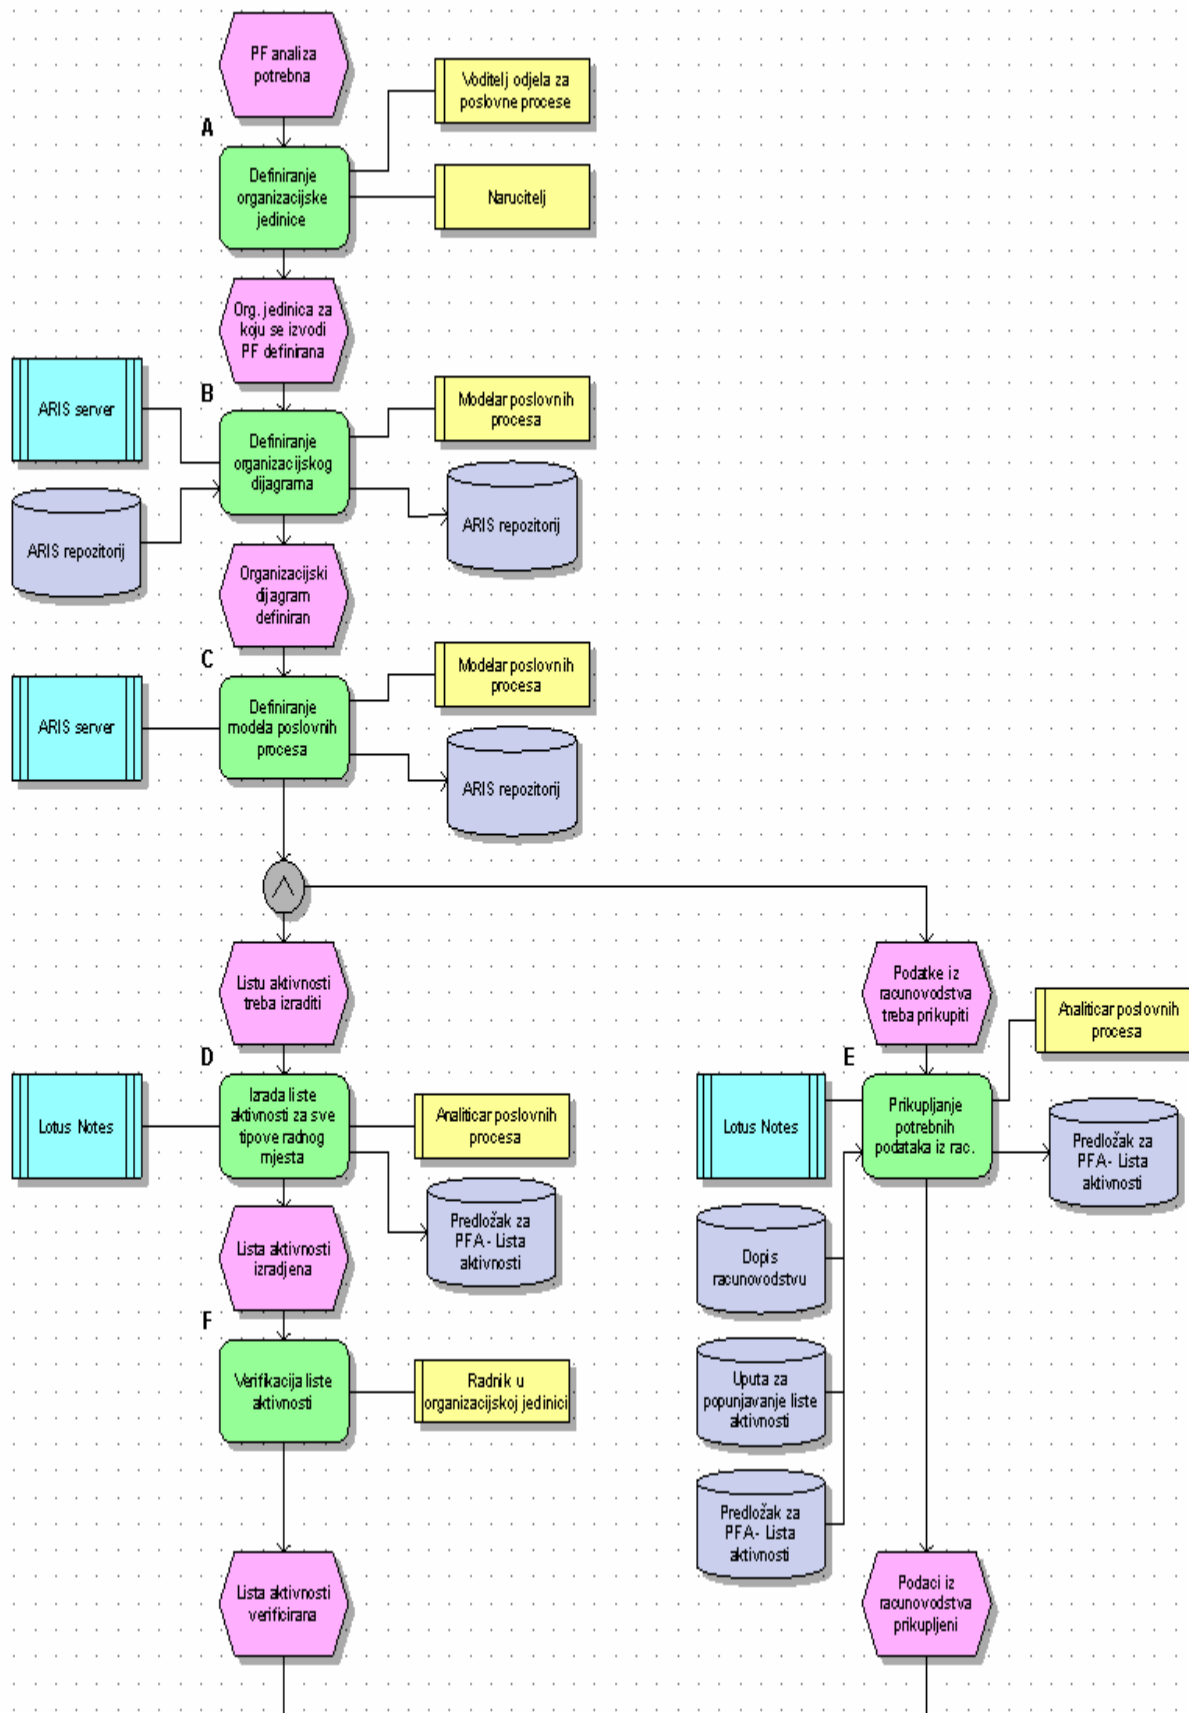 PF analiza
potrebna
Voditelj odjela za
poslovne procese
A
Definiranje
organizacijske
jedinice
Narucitelj
Org. jedinica za
koju se izvodi
PF definirana
ARIS server
B
Modelar poslovnih
procesa
Definiranje
organizacijskog
dijagrama
ARIS repozitorij
ARIS repozitorij
Organizacijski
dijagram
definiran
C
Modelar poslovnih
procesa
ARIS server
Definiranje
modela poslovnih
procesa
ARIS repozitorij
Listu aktivnosti
treba izraditi
Podatke iz
racunovodstva
treba prikupiti
Analiticar poslovnih
procesa
D
E
Lotus Notes
Izrada liste
aktivnosti za sve
tipove radnog
mjesta
Analiticar poslovnih
procesa
Lotus Notes
Prikupljanje
potrebnih
podataka iz rac.
Predložak za
PFA- Lista
aktivnosti
Lista aktivnosti
izradjena
Predložak za
PFA- Lista
aktivnosti
Dopis
racunovodstvu
F
Verifikacija liste
aktivnosti
Radnik u
organizacijskoj jedinici
Uputa za
popunjavanje liste
aktivnosti
Predložak za
PFA- Lista
aktivnosti
Lista aktivnosti
verificirana
Podaci iz
racunovodstva
prikupljeni